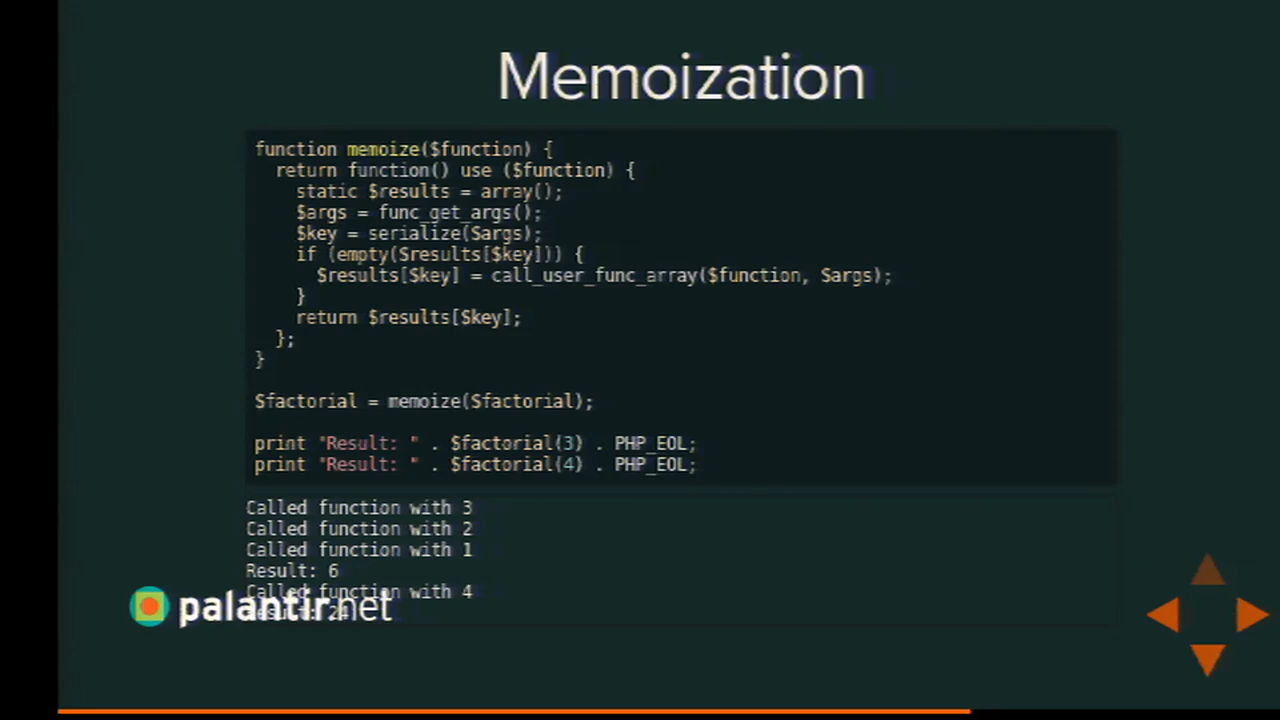 Memoization
function memoize($function) {
  return function() use ($function) {
    static $results = array();
    $args = func_get_args();
    $key = serialize($args);
    if (empty($results[$key])) {
      $results[$key] = call_user_func_array($function, $args);
    }
    return $results[$key];
  };
}
$factorial = memoize($factorial);
print "Result: " . $factorial(3) . PHP_EOL;
print "Result: " . $factorial(4) . PHP_EOL;
Called function with 3
Called function with 2
Called function with 1
Result: 6
Called function with 4
Result: 24
palantir.net